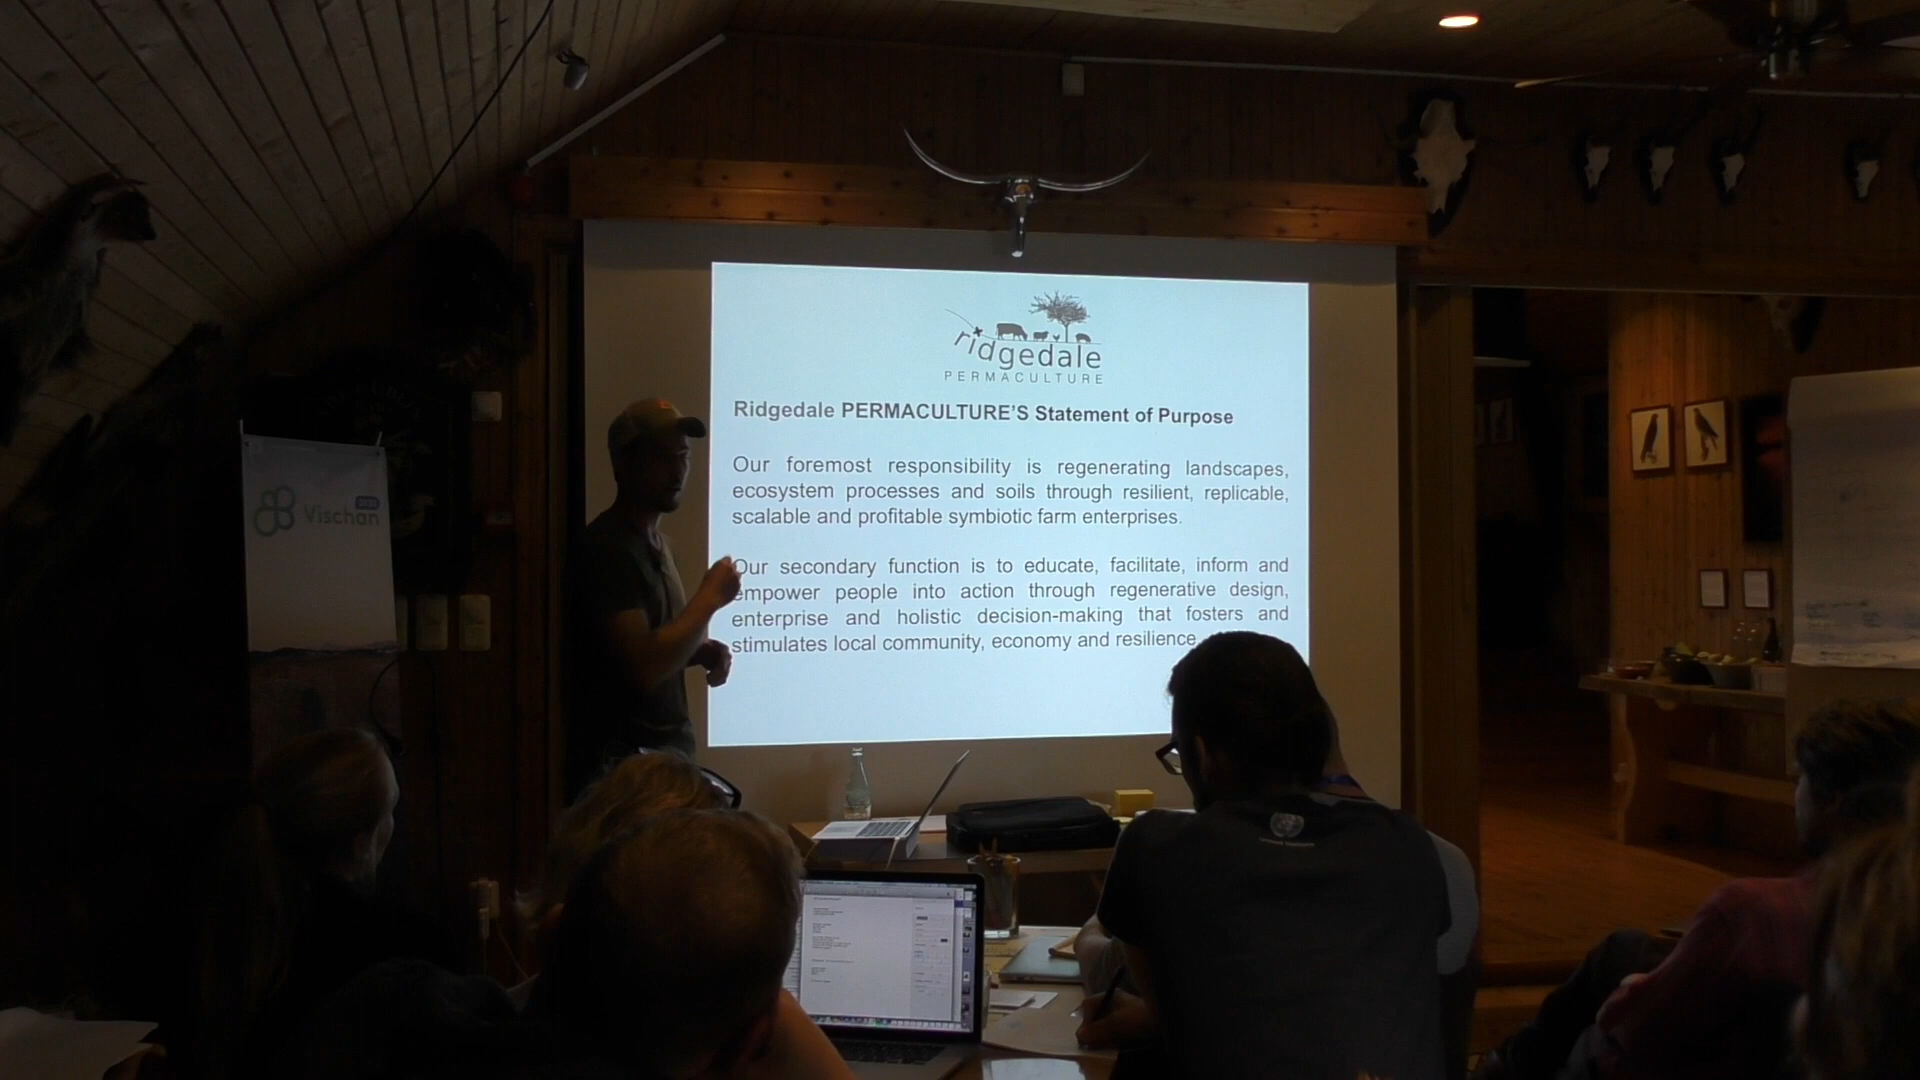 ridgedale
PERMACULTURE
Ridgedale PERMACULTURE'S Statement of Purpose
Our foremost responsibility is regenerating landscapes,
ecosystem processes and soils through resilient, replicable,
scalable and profitable symbiotic farm enterprises.
Our secondary function is to educate, facilitate, inform and
empower people into action through regenerative design,
enterprise and holistic decision-making that fosters and
stimulates local community, economy and resilience
Vischan